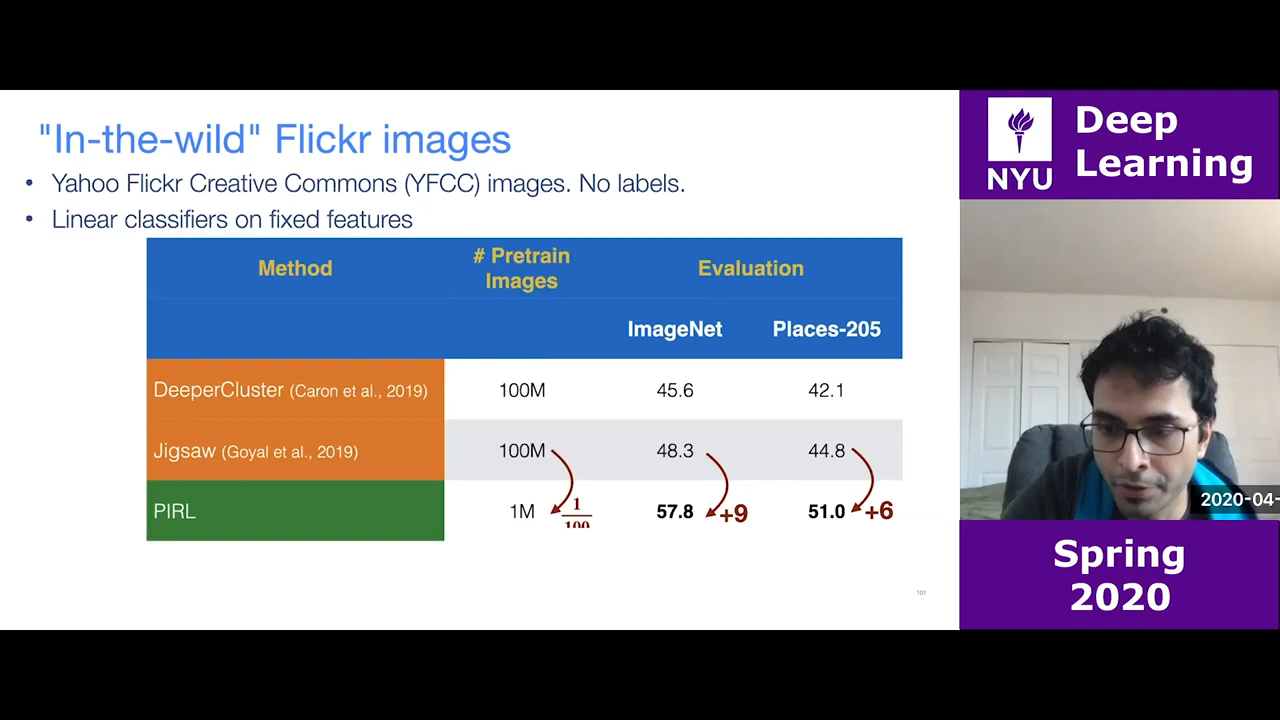 "In-the-wild" Flickr images
• Yahoo Flickr Creative Commons (YFCC) images. No labels.
• Linear classifiers on fixed features
Method # Pretrain Images Evaluation
ImageNet Places-205
DeeperCluster (Caron et al., 2019) 100M 45.6 42.1
Jigsaw (Goyal et al., 2019) 100M 48.3 44.8
PIRL 1M 1/100 57.8 +9 51.0 +6
101
NYU
Deep
Learning
2020-04-
Spring
2020